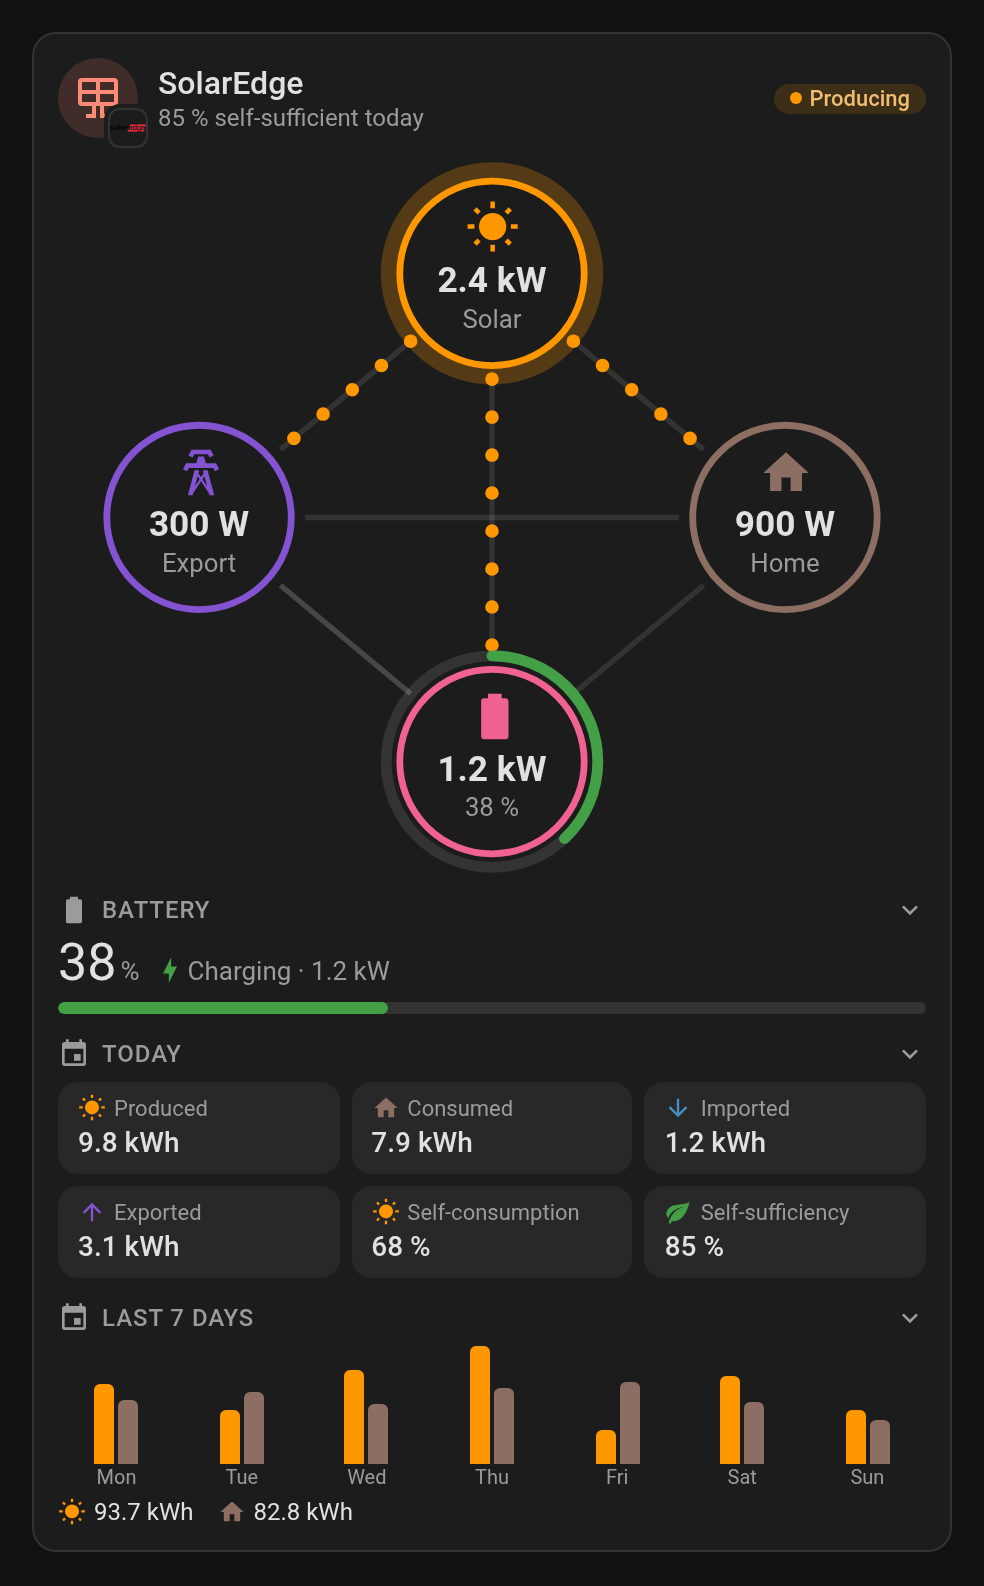 SolarEdge
85 % self-sufficient today
Producing
2.4 kW
Solar
300 W
Export
900 W
Home
1.2 kW
38 %
BATTERY
38 %
Charging · 1.2 kW
TODAY
Produced
9.8 kWh
Consumed
7.9 kWh
Imported
1.2 kWh
Exported
3.1 kWh
Self-consumption
68 %
Self-sufficiency
85 %
LAST 7 DAYS
Mon Tue Wed Thu Fri Sat Sun
93.7 kWh 82.8 kWh